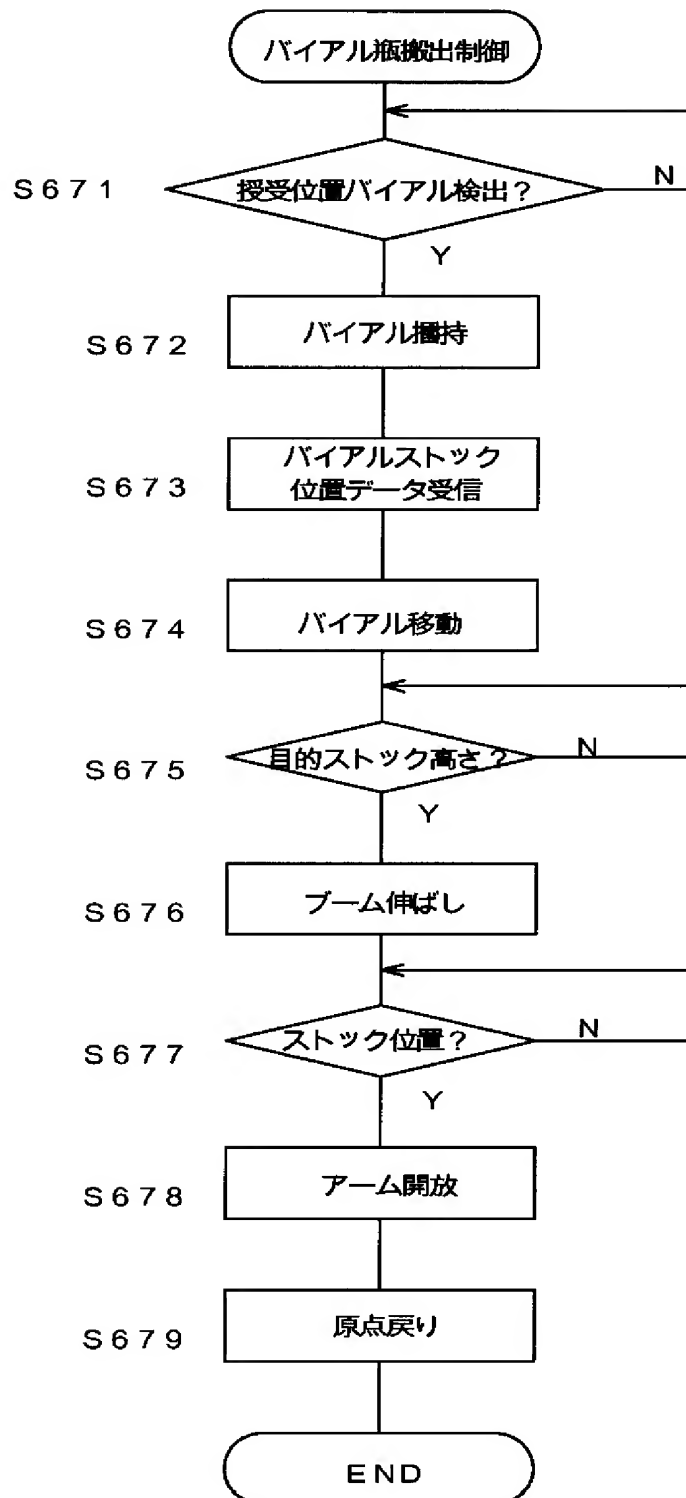 バイアル瓶搬出制御
S671
授受位置バイアル検出？
N
Y
S672
バイアル摑持
S673
バイアルストック
位置データ受信
S674
バイアル移動
S675
目的ストック高さ？
N
Y
S676
ブーム伸ばし
S677
ストック位置？
N
Y
S678
アーム開放
S679
原点戻り
END